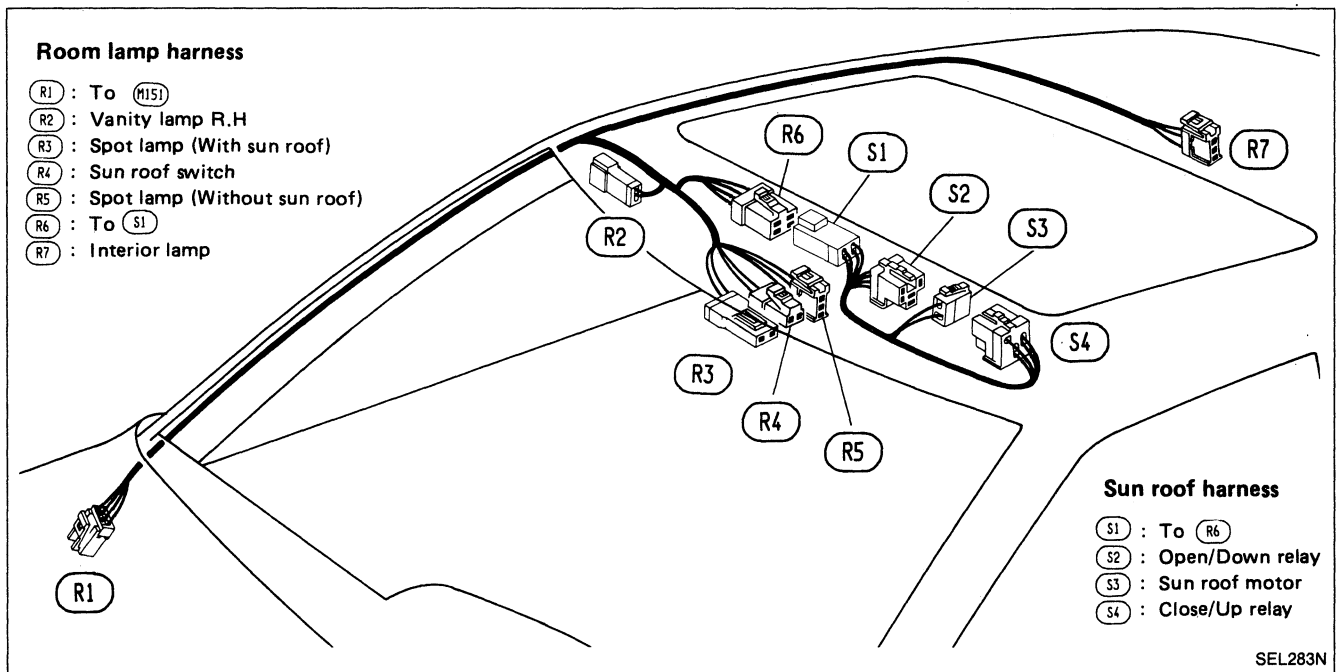 Room lamp harness
R1 : To M151
R2 : Vanity lamp R.H
R3 : Spot lamp (With sun roof)
R4 : Sun roof switch
R5 : Spot lamp (Without sun roof)
R6 : To S1
R7 : Interior lamp
R6
S1
R7
S2
R2
S3
S4
R3
R4
R5
R1
Sun roof harness
S1 : To R6
S2 : Open/Down relay
S3 : Sun roof motor
S4 : Close/Up relay
SEL283N